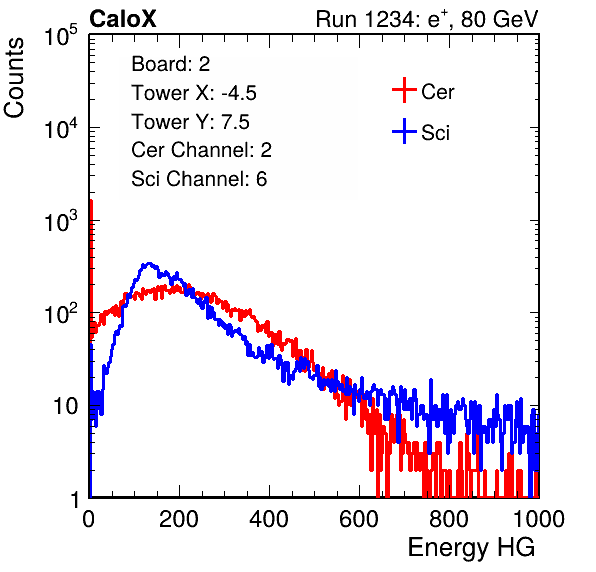 CaloX Run 1234: e⁺, 80 GeV
Counts
10⁵
10⁴
10³
10²
10
1
Board: 2
Tower X: -4.5
Tower Y: 7.5
Cer Channel: 2
Sci Channel: 6
Cer
Sci
0 200 400 600 800 1000
Energy HG